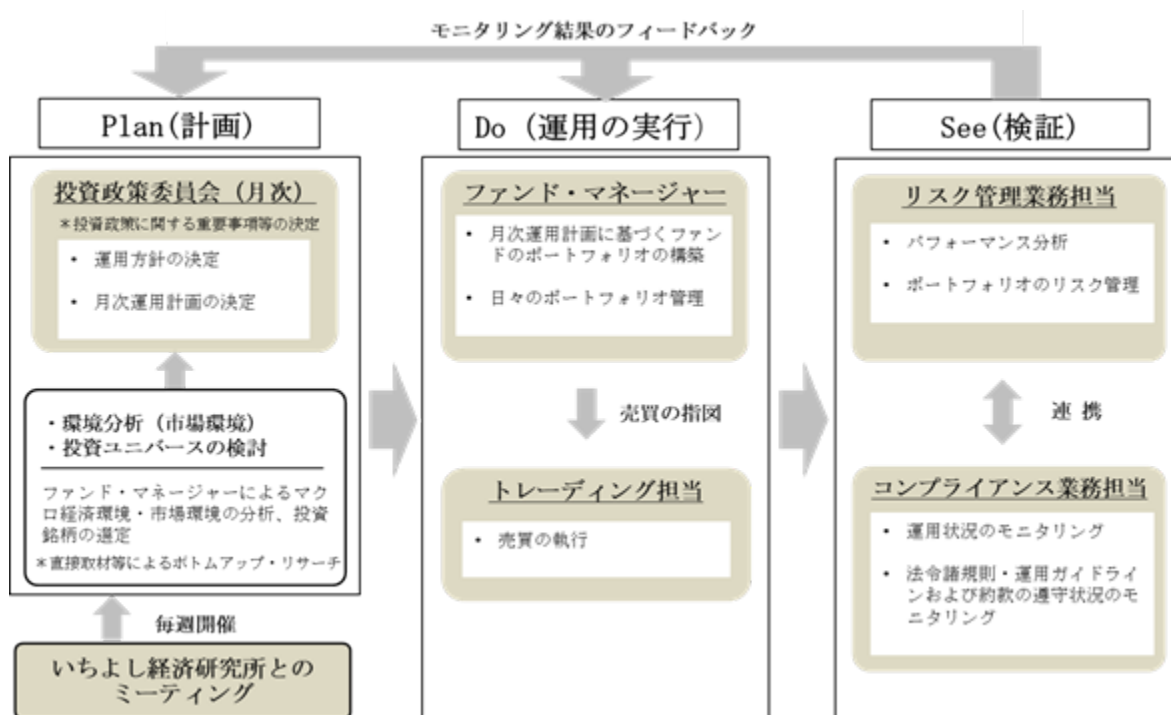 モニタリング結果のフィードバック
Plan(計画)
投資政策委員会（月次）
＊投資政策に関する重要事項等の決定
• 運用方針の決定
• 月次運用計画の決定
・環境分析（市場環境）
・投資ユニバースの検討
ファンド・マネージャーによるマク
ロ経済環境・市場環境の分析、投資
銘柄の選定
＊直接取材等によるボトムアップ・リサーチ
毎週開催
いちよし経済研究所との
ミーティング
Do（運用の実行）
ファンド・マネージャー
• 月次運用計画に基づくファン
ドのポートフォリオの構築
• 日々のポートフォリオ管理
売買の指図
トレーディング担当
• 売買の執行
See(検証)
リスク管理業務担当
• パフォーマンス分析
• ポートフォリオのリスク管理
連 携
コンプライアンス業務担当
• 運用状況のモニタリング
• 法令諸規則・運用ガイドライ
ンおよび約款の遵守状況のモ
ニタリング